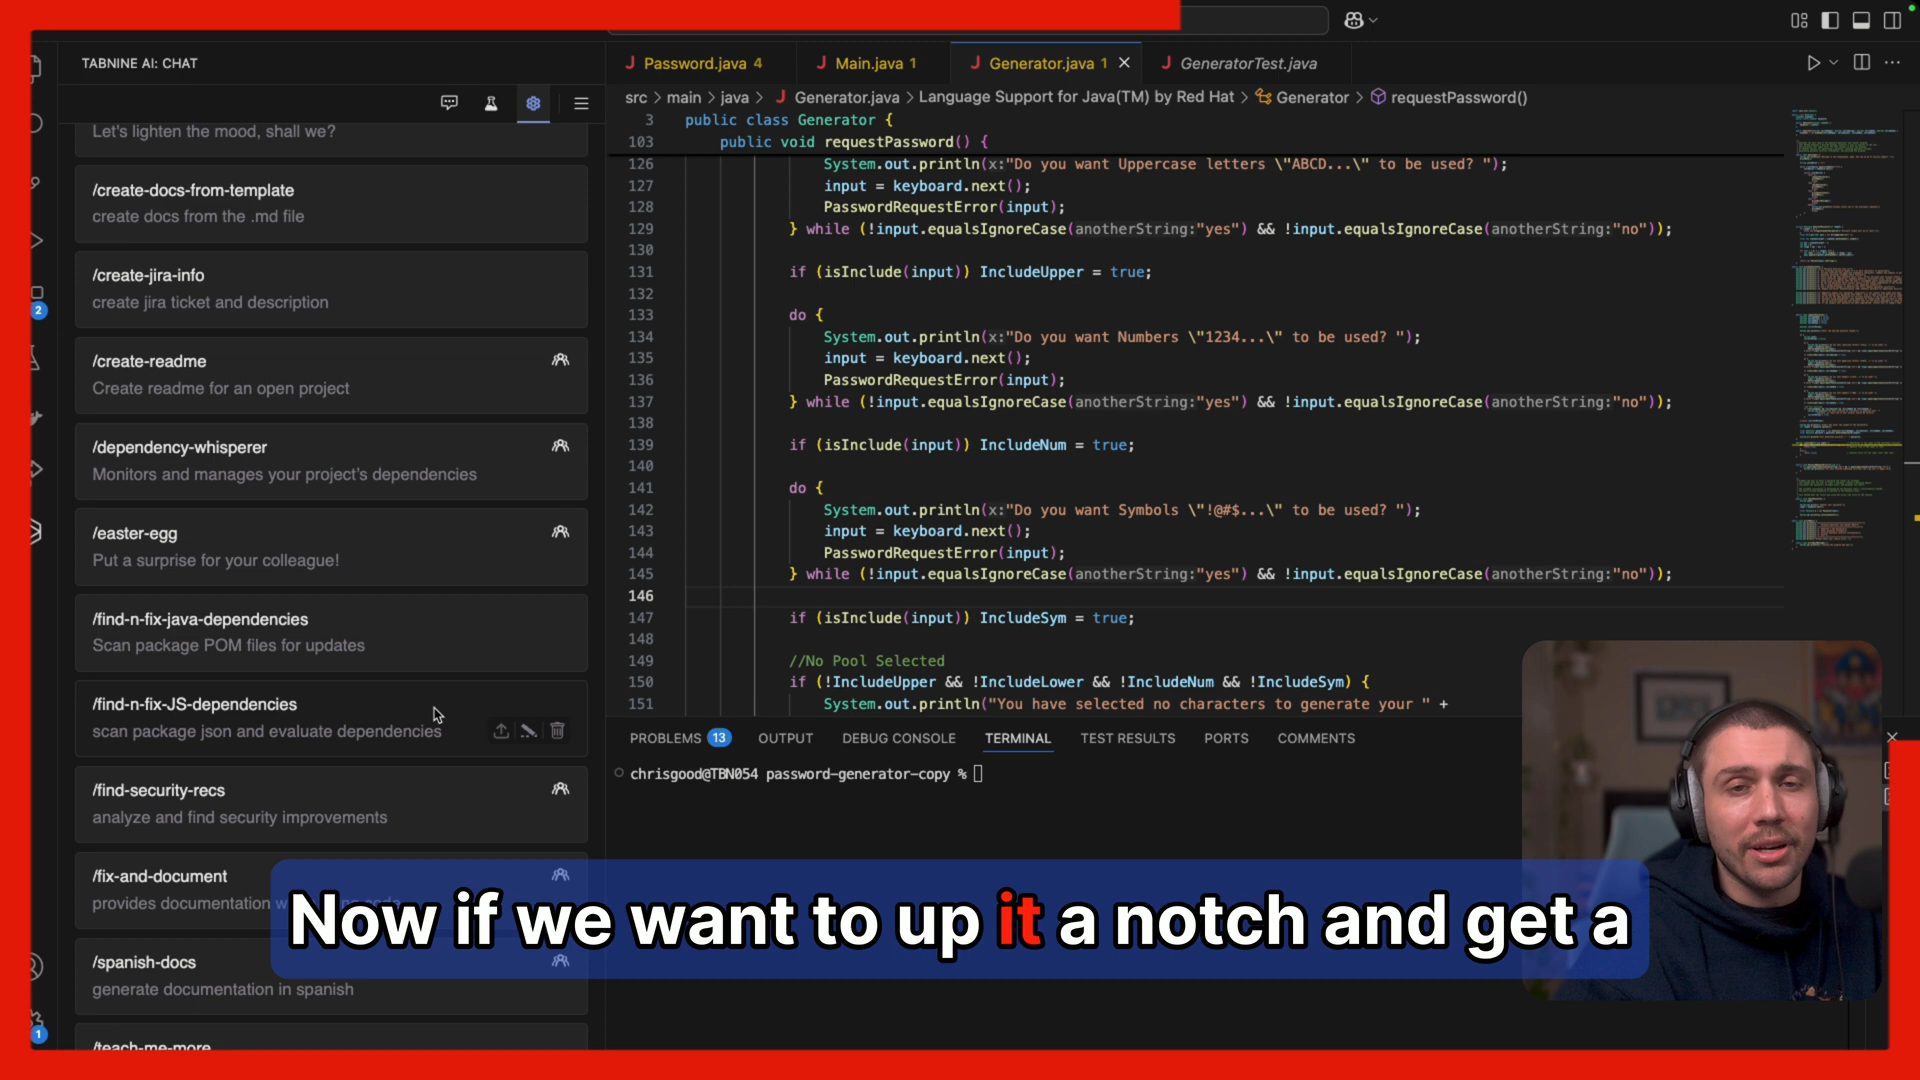 TABNINE AI: CHAT
Let's lighten the mood, shall we?
/create-docs-from-template
create docs from the .md file
/create-jira-info
create jira ticket and description
/create-readme
Create readme for an open project
/dependency-whisperer
Monitors and manages your project's dependencies
/easter-egg
Put a surprise for your colleague!
/find-n-fix-java-dependencies
Scan package POM files for updates
/find-n-fix-JS-dependencies
scan package json and evaluate dependencies
/find-security-recs
analyze and find security improvements
/fix-and-document
provides documentation
/spanish-docs
generate documentation in spanish
/teach-me-more
2
1
Password.java 4
Main.java 1
Generator.java 1
GeneratorTest.java
src > main > java > Generator.java > Language Support for Java(TM) by Red Hat > Generator > requestPassword()
3 public class Generator {
103 public void requestPassword() {
126 System.out.println(x:"Do you want Uppercase letters \"ABCD...\" to be used? ");
127 input = keyboard.next();
128 PasswordRequestError(input);
129 } while (!input.equalsIgnoreCase(anotherString:"yes") && !input.equalsIgnoreCase(anotherString:"no"));
130
131 if (isInclude(input)) IncludeUpper = true;
132
133 do {
134 System.out.println(x:"Do you want Numbers \"1234...\" to be used? ");
135 input = keyboard.next();
136 PasswordRequestError(input);
137 } while (!input.equalsIgnoreCase(anotherString:"yes") && !input.equalsIgnoreCase(anotherString:"no"));
138
139 if (isInclude(input)) IncludeNum = true;
140
141 do {
142 System.out.println(x:"Do you want Symbols \"!@#$...\" to be used? ");
143 input = keyboard.next();
144 PasswordRequestError(input);
145 } while (!input.equalsIgnoreCase(anotherString:"yes") && !input.equalsIgnoreCase(anotherString:"no"));
146
147 if (isInclude(input)) IncludeSym = true;
148
149 //No Pool Selected
150 if (!IncludeUpper && !IncludeLower && !IncludeNum && !IncludeSym) {
151 System.out.println("You have selected no characters to generate your " +
PROBLEMS 13 OUTPUT DEBUG CONSOLE TERMINAL TEST RESULTS PORTS COMMENTS
chrisgood@TBN054 password-generator-copy %
Now if we want to up it a notch and get a